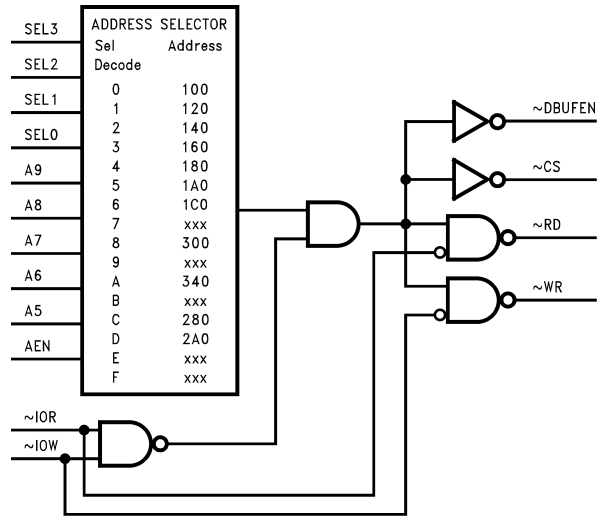 SEL3
SEL2
SEL1
SEL0
A9
A8
A7
A6
A5
AEN
~IOR
~IOW
ADDRESS SELECTOR
Sel Address
Decode
0 100
1 120
2 140
3 160
4 180
5 1A0
6 1C0
7 xxx
8 300
9 xxx
A 340
B xxx
C 280
D 2A0
E xxx
F xxx
~DBUFEN
~CS
~RD
~WR